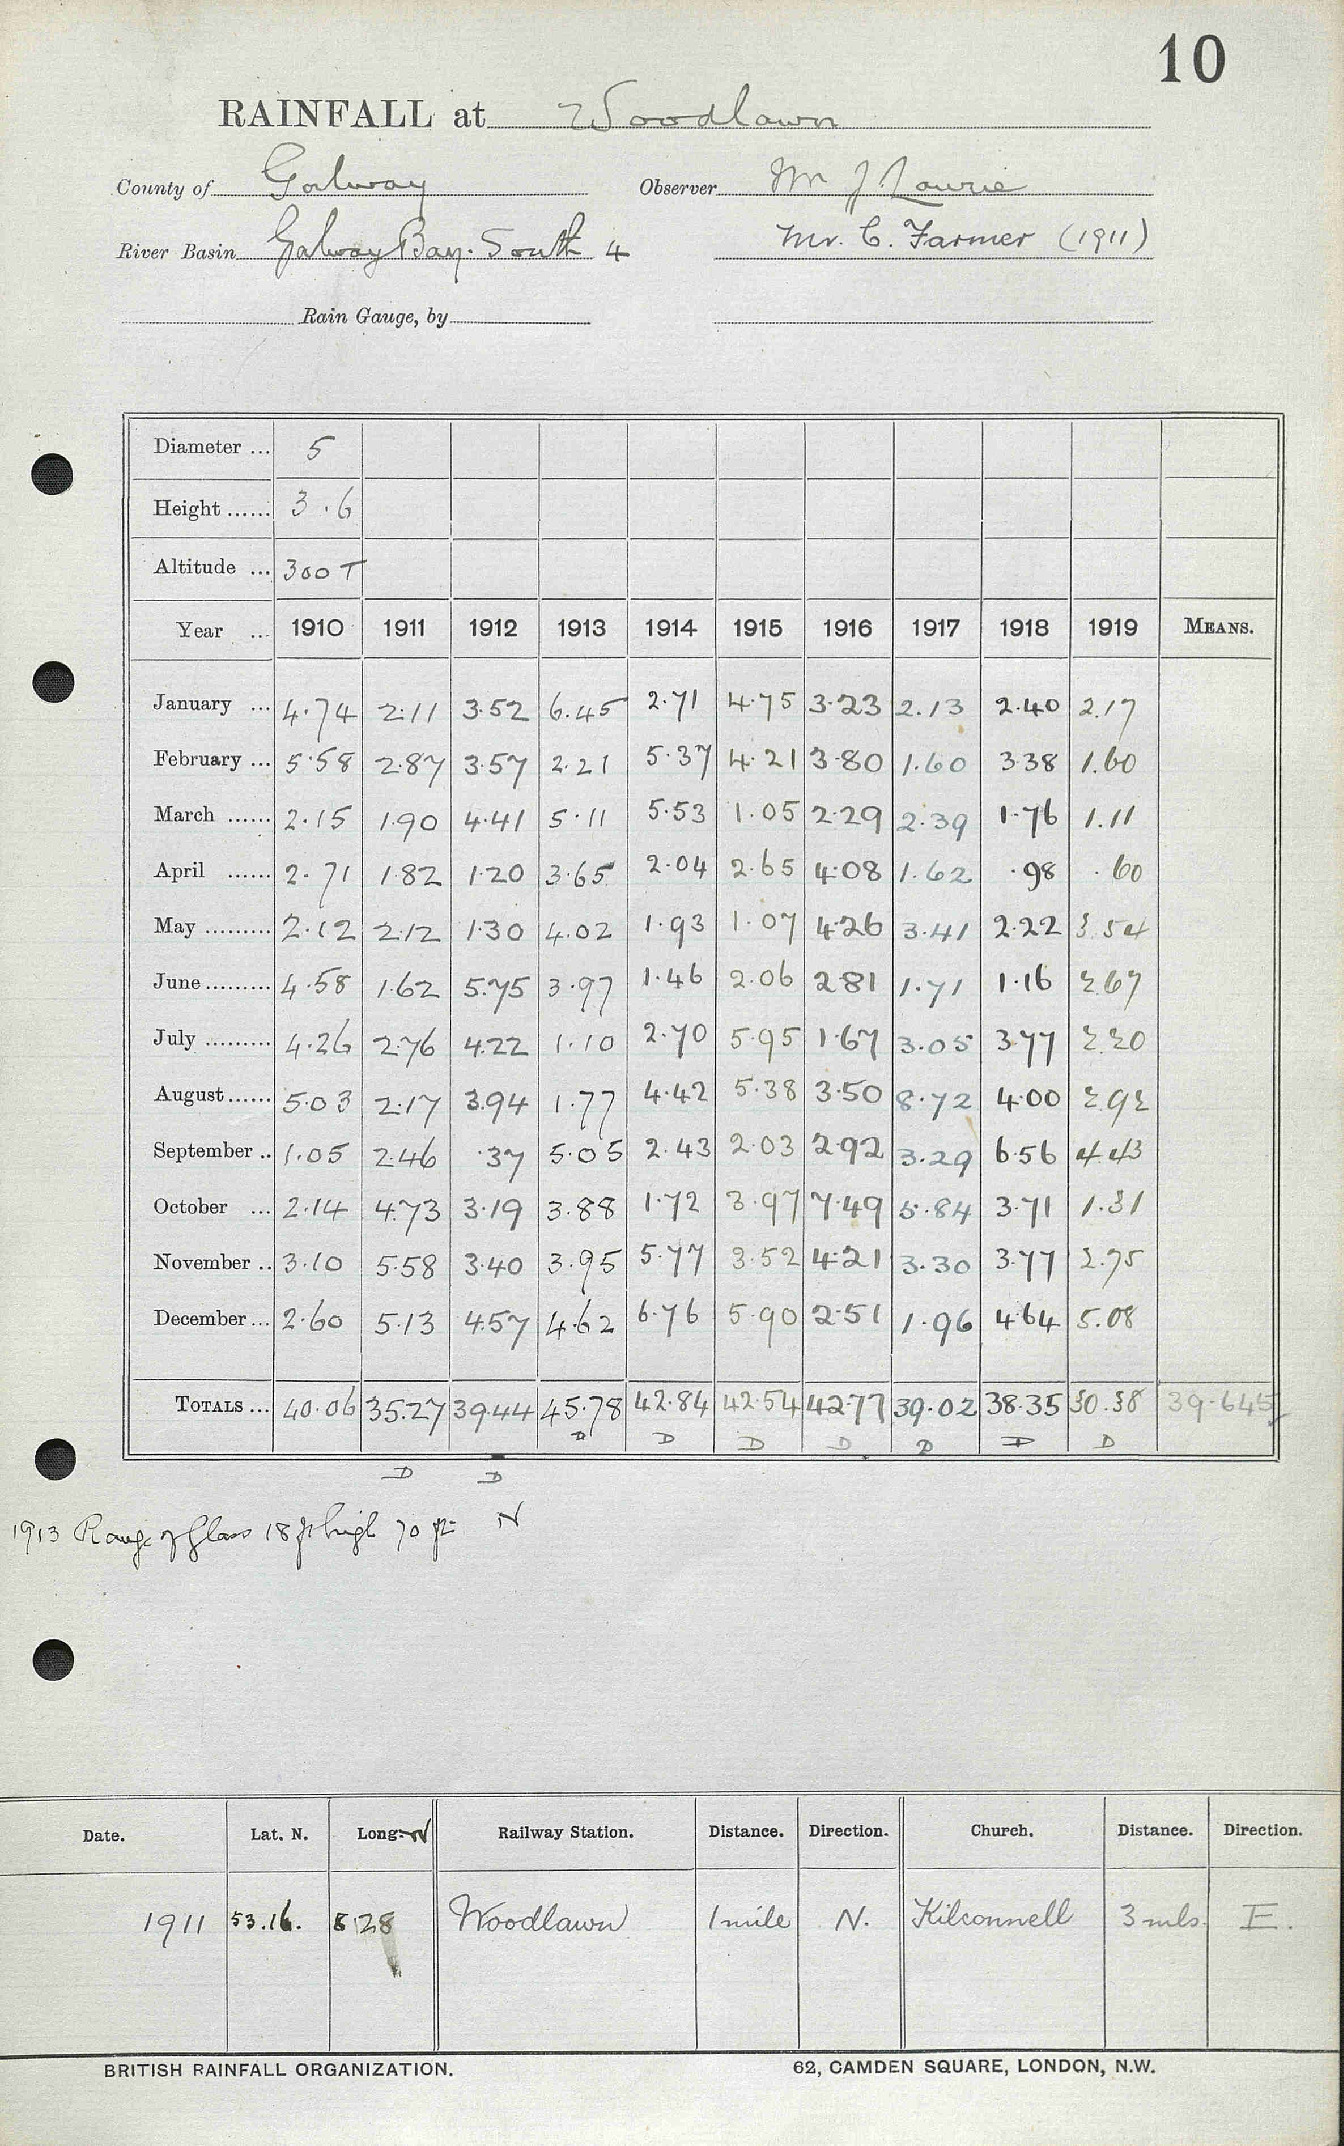 10
RAINFALL at Woodlawn
County of Galway Observer Mr J Lawrie
River Basin Galway Bay. South 4 Mr. C. Farmer (1911)
Rain Gauge, by
Diameter ... 5
Height ...... 3.6
Altitude ... 300 T
Year ... 1910 1911 1912 1913 1914 1915 1916 1917 1918 1919 MEANS.
January ... 4.74 2.11 3.52 6.45 2.71 4.75 3.23 2.13 2.40 2.17
February ... 5.58 2.87 3.57 2.21 5.37 4.21 3.80 1.60 3.38 1.60
March ...... 2.15 1.90 4.41 5.11 5.53 1.05 2.29 2.39 1.76 1.11
April ...... 2.71 1.82 1.20 3.65 2.04 2.65 4.08 1.62 .98 .60
May ......... 2.12 2.12 1.30 4.02 1.93 1.07 4.26 3.41 2.22 3.54
June ......... 4.58 1.62 5.75 3.97 1.46 2.06 2.81 1.71 1.16 2.67
July ......... 4.26 2.76 4.22 1.10 2.70 5.95 1.67 3.05 3.77 2.20
August ...... 5.03 2.17 3.94 1.77 4.42 5.38 3.50 8.72 4.00 2.92
September .. 1.05 2.46 .37 5.05 2.43 2.03 2.92 3.29 6.56 4.43
October ... 2.14 4.73 3.19 3.88 1.72 3.97 7.49 5.84 3.71 1.31
November .. 3.10 5.58 3.40 3.95 5.77 3.52 4.21 3.30 3.77 2.75
December ... 2.60 5.13 4.57 4.62 6.76 5.90 2.51 1.96 4.64 5.08
TOTALS ... 40.06 35.27 39.44 45.78 42.84 42.54 42.77 39.02 38.35 30.38 39.645
D D D D D D D
D D
1913 Range of Glass 18 ft high 70 ft N
Date. Lat. N. Long. W Railway Station. Distance. Direction. Church. Distance. Direction.
1911 53.16. 8 28 Woodlawn 1 mile N. Kilconnell 3 mls. E.
BRITISH RAINFALL ORGANIZATION. 62, CAMDEN SQUARE, LONDON, N.W.